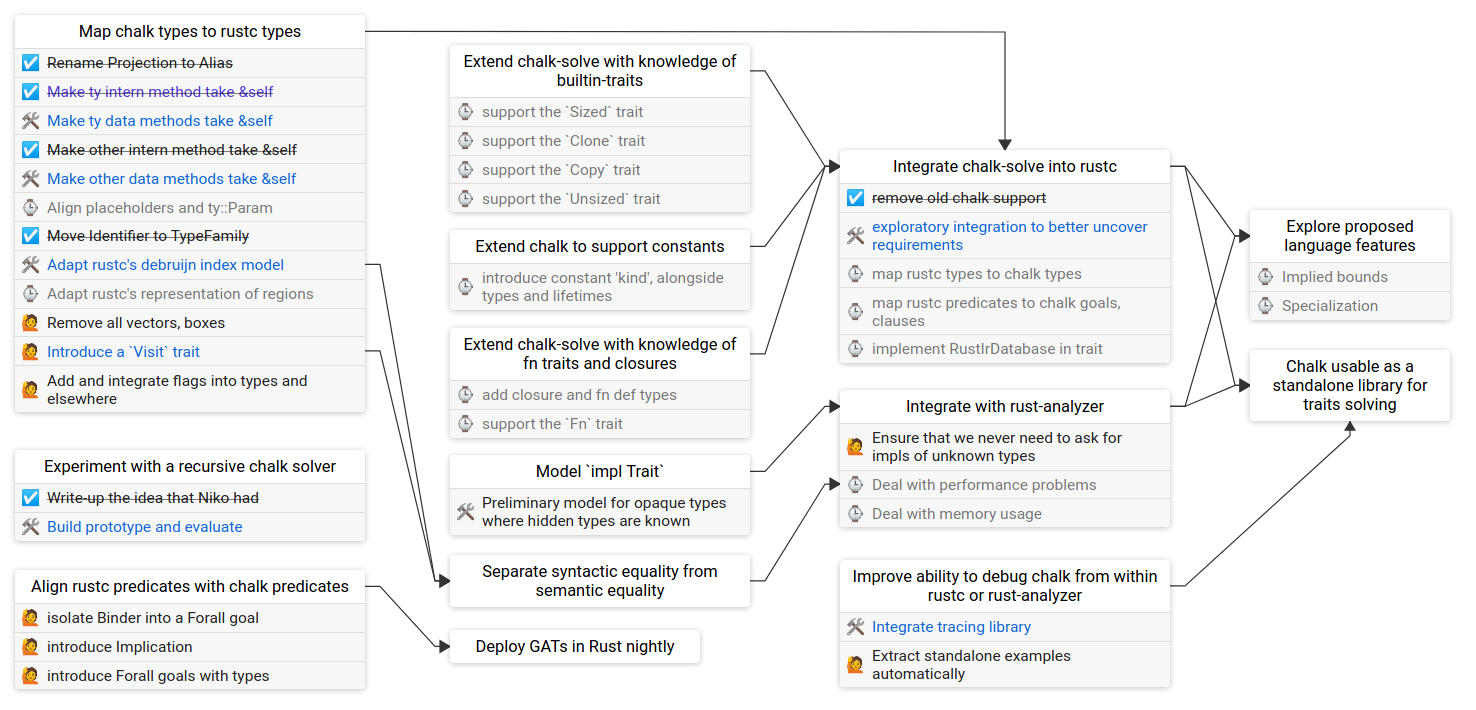 Map chalk types to rustc types
Rename Projection to Alias
Make ty intern method take &self
Make ty data methods take &self
Make other intern method take &self
Make other data methods take &self
Align placeholders and ty::Param
Move Identifier to TypeFamily
Adapt rustc's debruijn index model
Adapt rustc's representation of regions
Remove all vectors, boxes
Introduce a `Visit` trait
Add and integrate flags into types and
elsewhere
Experiment with a recursive chalk solver
Write-up the idea that Niko had
Build prototype and evaluate
Align rustc predicates with chalk predicates
isolate Binder into a Forall goal
introduce Implication
introduce Forall goals with types
Extend chalk-solve with knowledge of
builtin-traits
support the `Sized` trait
support the `Clone` trait
support the `Copy` trait
support the `Unsized` trait
Extend chalk to support constants
introduce constant 'kind', alongside
types and lifetimes
Extend chalk-solve with knowledge of
fn traits and closures
add closure and fn def types
support the `Fn` trait
Model `impl Trait`
Preliminary model for opaque types
where hidden types are known
Separate syntactic equality from
semantic equality
Deploy GATs in Rust nightly
Integrate chalk-solve into rustc
remove old chalk support
exploratory integration to better uncover
requirements
map rustc types to chalk types
map rustc predicates to chalk goals,
clauses
implement RustIrDatabase in trait
Integrate with rust-analyzer
Ensure that we never need to ask for
impls of unknown types
Deal with performance problems
Deal with memory usage
Improve ability to debug chalk from within
rustc or rust-analyzer
Integrate tracing library
Extract standalone examples
automatically
Explore proposed
language features
Implied bounds
Specialization
Chalk usable as a
standalone library for
traits solving